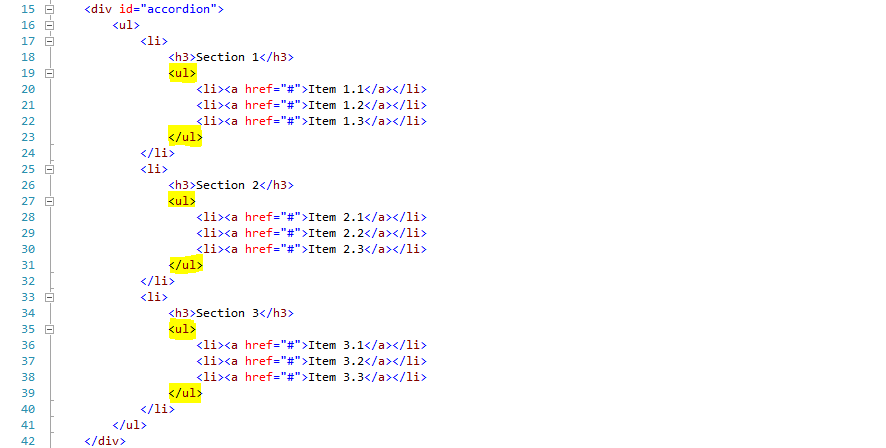 15 <div id="accordion">
16 <ul>
17 <li>
18 <h3>Section 1</h3>
19 <ul>
20 <li><a href="#">Item 1.1</a></li>
21 <li><a href="#">Item 1.2</a></li>
22 <li><a href="#">Item 1.3</a></li>
23 </ul>
24 </li>
25 <li>
26 <h3>Section 2</h3>
27 <ul>
28 <li><a href="#">Item 2.1</a></li>
29 <li><a href="#">Item 2.2</a></li>
30 <li><a href="#">Item 2.3</a></li>
31 </ul>
32 </li>
33 <li>
34 <h3>Section 3</h3>
35 <ul>
36 <li><a href="#">Item 3.1</a></li>
37 <li><a href="#">Item 3.2</a></li>
38 <li><a href="#">Item 3.3</a></li>
39 </ul>
40 </li>
41 </ul>
42 </div>